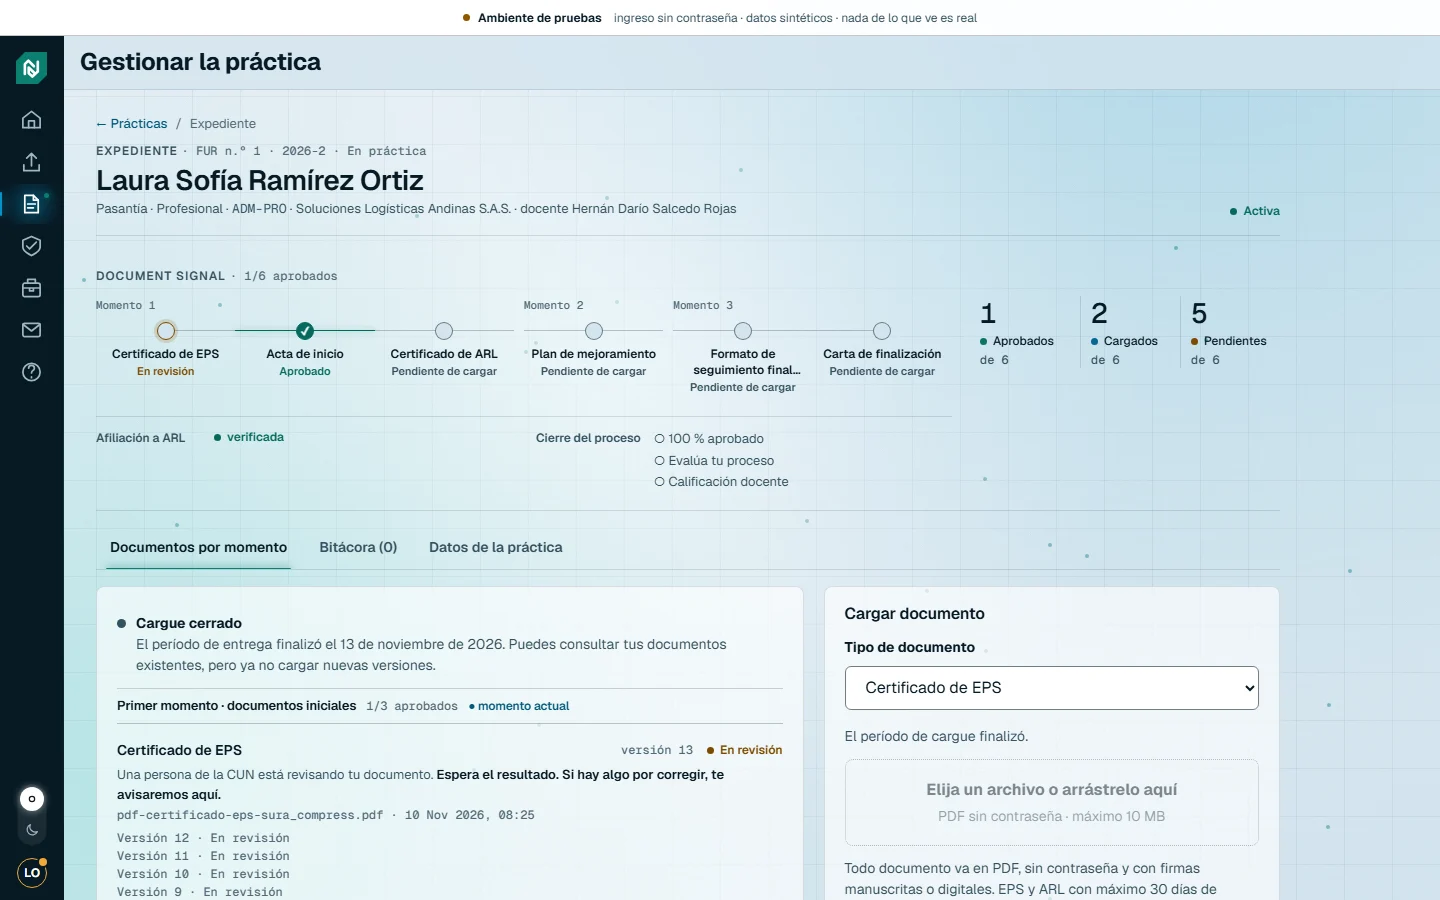 Ambiente de pruebas ingreso sin contraseña · datos sintéticos · nada de lo que ve es real
Gestionar la práctica
← Prácticas / Expediente
EXPEDIENTE · FUR n.° 1 · 2026-2 · En práctica
Laura Sofía Ramírez Ortiz
Pasantía · Profesional · ADM-PRO · Soluciones Logísticas Andinas S.A.S. · docente Hernán Darío Salcedo Rojas
Activa
DOCUMENT SIGNAL · 1/6 aprobados
Momento 1
Certificado de EPS
En revisión
Acta de inicio
Aprobado
Certificado de ARL
Pendiente de cargar
Momento 2
Plan de mejoramiento
Pendiente de cargar
Momento 3
Formato de
seguimiento final...
Pendiente de cargar
Carta de finalización
Pendiente de cargar
1
Aprobados
de 6
2
Cargados
de 6
5
Pendientes
de 6
Afiliación a ARL verificada
Cierre del proceso
100 % aprobado
Evalúa tu proceso
Calificación docente
Documentos por momento Bitácora (0) Datos de la práctica
Cargue cerrado
El período de entrega finalizó el 13 de noviembre de 2026. Puedes consultar tus documentos
existentes, pero ya no cargar nuevas versiones.
Primer momento · documentos iniciales 1/3 aprobados momento actual
Certificado de EPS versión 13 En revisión
Una persona de la CUN está revisando tu documento. Espera el resultado. Si hay algo por corregir, te
avisaremos aquí.
pdf-certificado-eps-sura_compress.pdf · 10 Nov 2026, 08:25
Versión 12 · En revisión
Versión 11 · En revisión
Versión 10 · En revisión
Versión 9 · En revisión
Cargar documento
Tipo de documento
Certificado de EPS
El período de cargue finalizó.
Elija un archivo o arrástrelo aquí
PDF sin contraseña · máximo 10 MB
Todo documento va en PDF, sin contraseña y con firmas
manuscritas o digitales. EPS y ARL con máximo 30 días de
LO